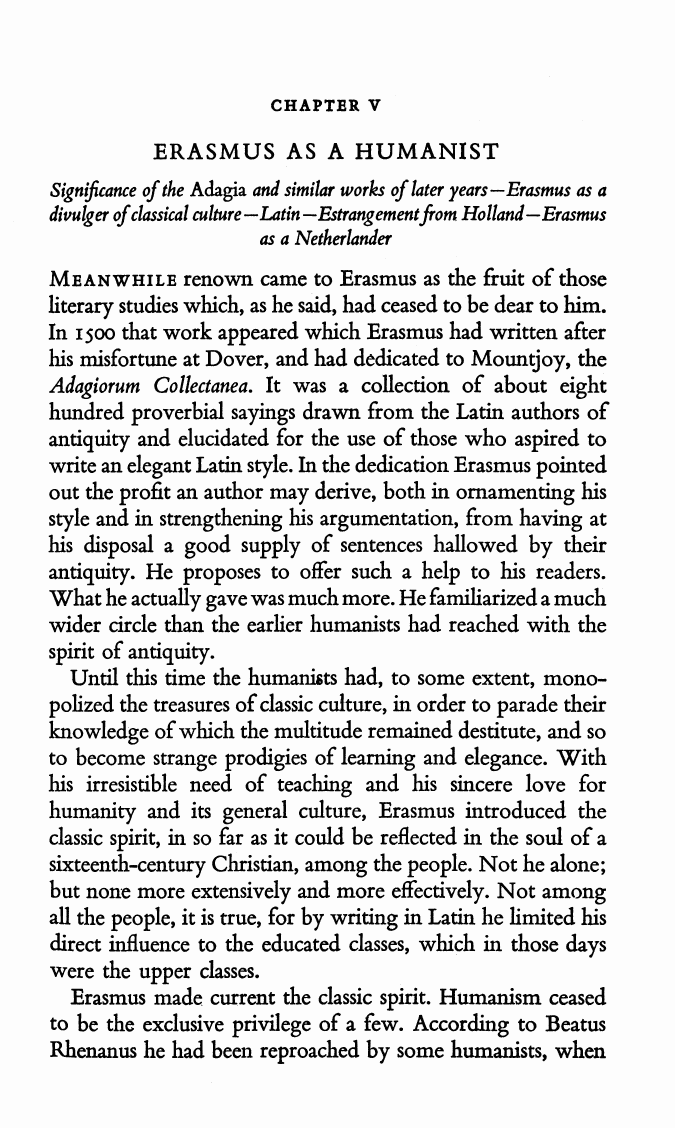 CHAPTER V
ERASMUS AS A HUMANIST
Significance of the Adagia and similar works of later years—Erasmus as a
divulger of classical culture—Latin—Estrangement from Holland—Erasmus
as a Netherlander
MEANWHILE renown came to Erasmus as the fruit of those
literary studies which, as he said, had ceased to be dear to him.
In 1500 that work appeared which Erasmus had written after
his misfortune at Dover, and had dedicated to Mountjoy, the
Adagiorum Collectanea. It was a collection of about eight
hundred proverbial sayings drawn from the Latin authors of
antiquity and elucidated for the use of those who aspired to
write an elegant Latin style. In the dedication Erasmus pointed
out the profit an author may derive, both in ornamenting his
style and in strengthening his argumentation, from having at
his disposal a good supply of sentences hallowed by their
antiquity. He proposes to offer such a help to his readers.
What he actually gave was much more. He familiarized a much
wider circle than the earlier humanists had reached with the
spirit of antiquity.
Until this time the humanists had, to some extent, mono-
polized the treasures of classic culture, in order to parade their
knowledge of which the multitude remained destitute, and so
to become strange prodigies of learning and elegance. With
his irresistible need of teaching and his sincere love for
humanity and its general culture, Erasmus introduced the
classic spirit, in so far as it could be reflected in the soul of a
sixteenth-century Christian, among the people. Not he alone;
but none more extensively and more effectively. Not among
all the people, it is true, for by writing in Latin he limited his
direct influence to the educated classes, which in those days
were the upper classes.
Erasmus made current the classic spirit. Humanism ceased
to be the exclusive privilege of a few. According to Beatus
Rhenanus he had been reproached by some humanists, when